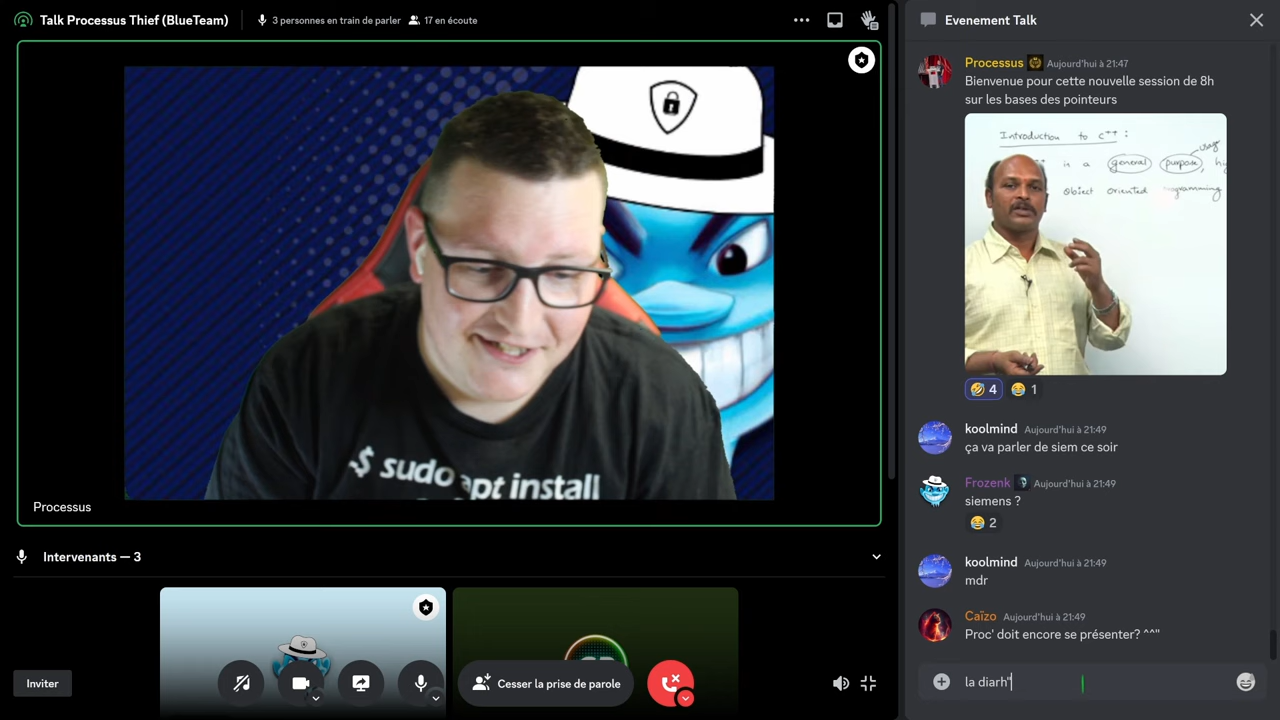 Talk Processus Thief (BlueTeam)
3 personnes en train de parler
17 en écoute
Evenement Talk
Processus
Aujourd'hui à 21:47
Bienvenue pour cette nouvelle session de 8h
sur les bases des pointeurs
Introduction to C++ :
is a general purpose,
Object Oriented programming
4
1
koolmind Aujourd'hui à 21:49
ça va parler de siem ce soir
Frozenk Aujourd'hui à 21:49
siemens ?
2
koolmind Aujourd'hui à 21:49
mdr
Caïzo Aujourd'hui à 21:49
Proc' doit encore se présenter? ^^"
la diarh"
$ sudo apt install
Processus
Intervenants — 3
Inviter
Cesser la prise de parole